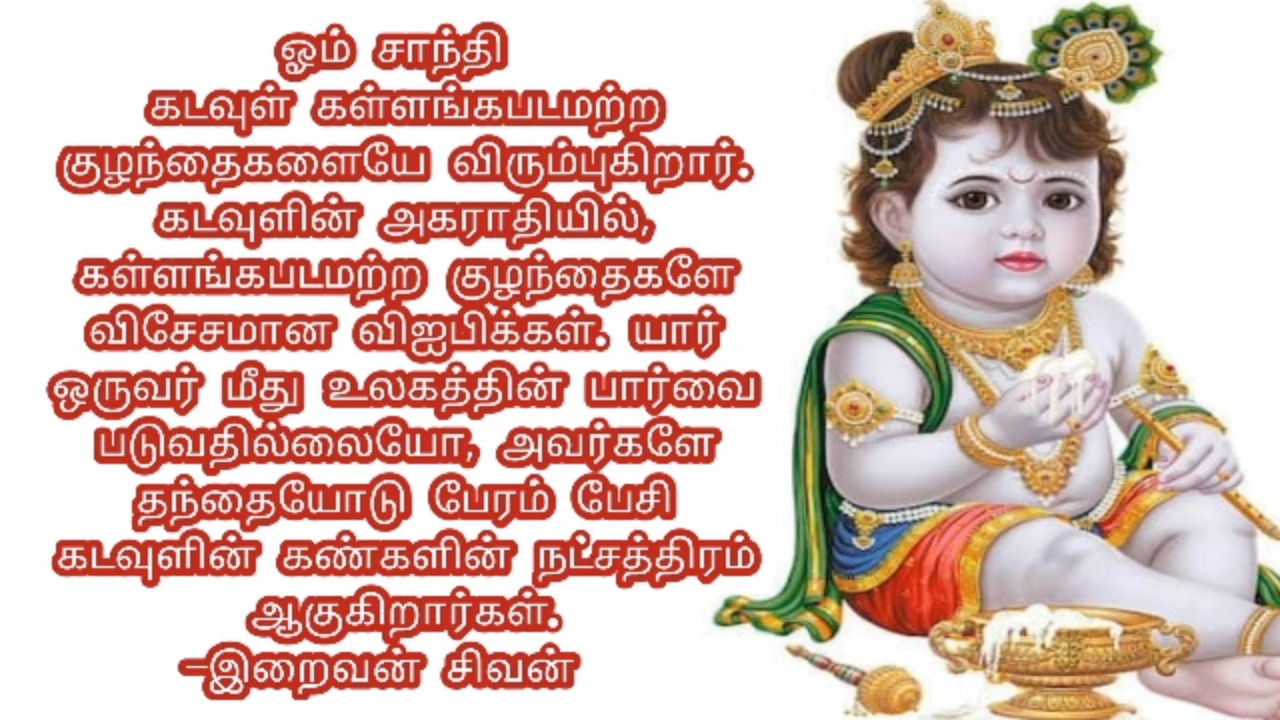 ஓம் சாந்தி
கடவுள் கள்ளங்கபடமற்ற
குழந்தைகளையே விரும்புகிறார்.
கடவுளின் அகராதியில்,
கள்ளங்கபடமற்ற குழந்தைகளே
விசேசமான விஐபிக்கள். யார்
ஒருவர் மீது உலகத்தின் பார்வை
படுவதில்லையோ, அவர்களே
தந்தையோடு பேரம் பேசி
கடவுளின் கண்களின் நட்சத்திரம்
ஆகுகிறார்கள்.
-இறைவன் சிவன்